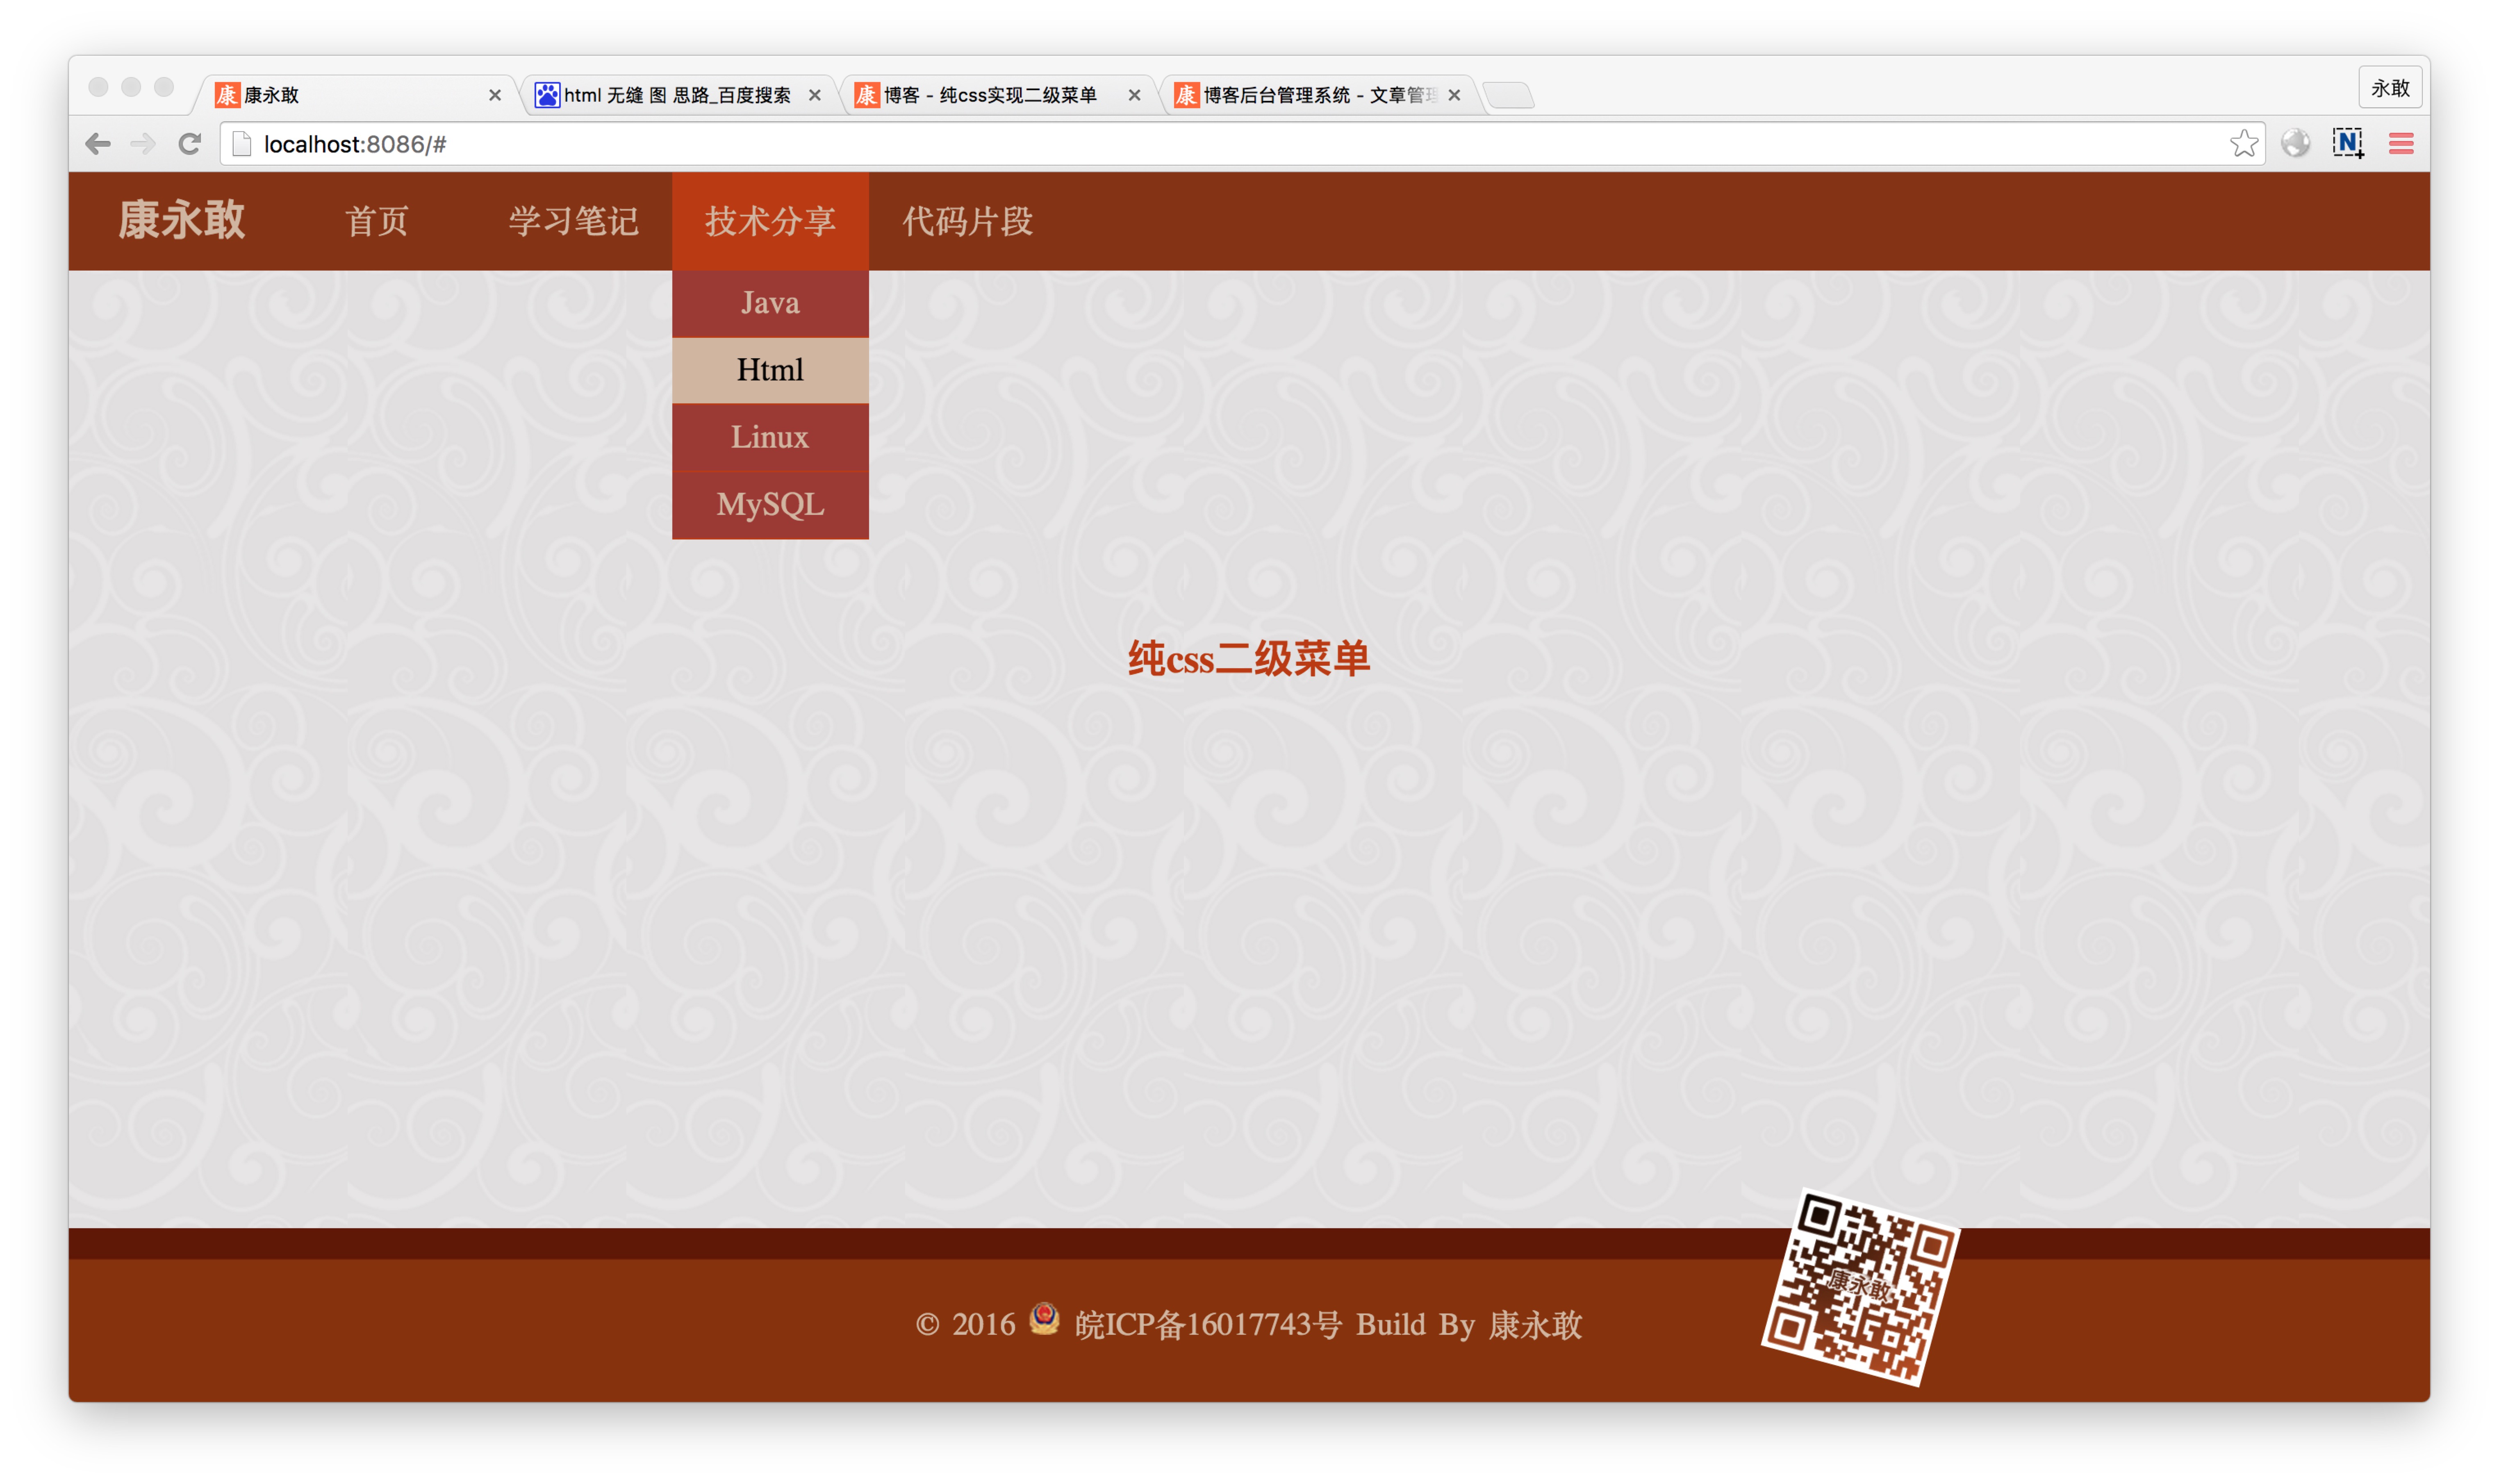 康永敢
html 无缝 图 思路_百度搜索
博客 - 纯css实现二级菜单
博客后台管理系统 - 文章管理
永敢
localhost:8086/#
康永敢 首页 学习笔记 技术分享 代码片段
Java
Html
Linux
MySQL
纯css二级菜单
康永敢
© 2016 皖ICP备16017743号 Build By 康永敢